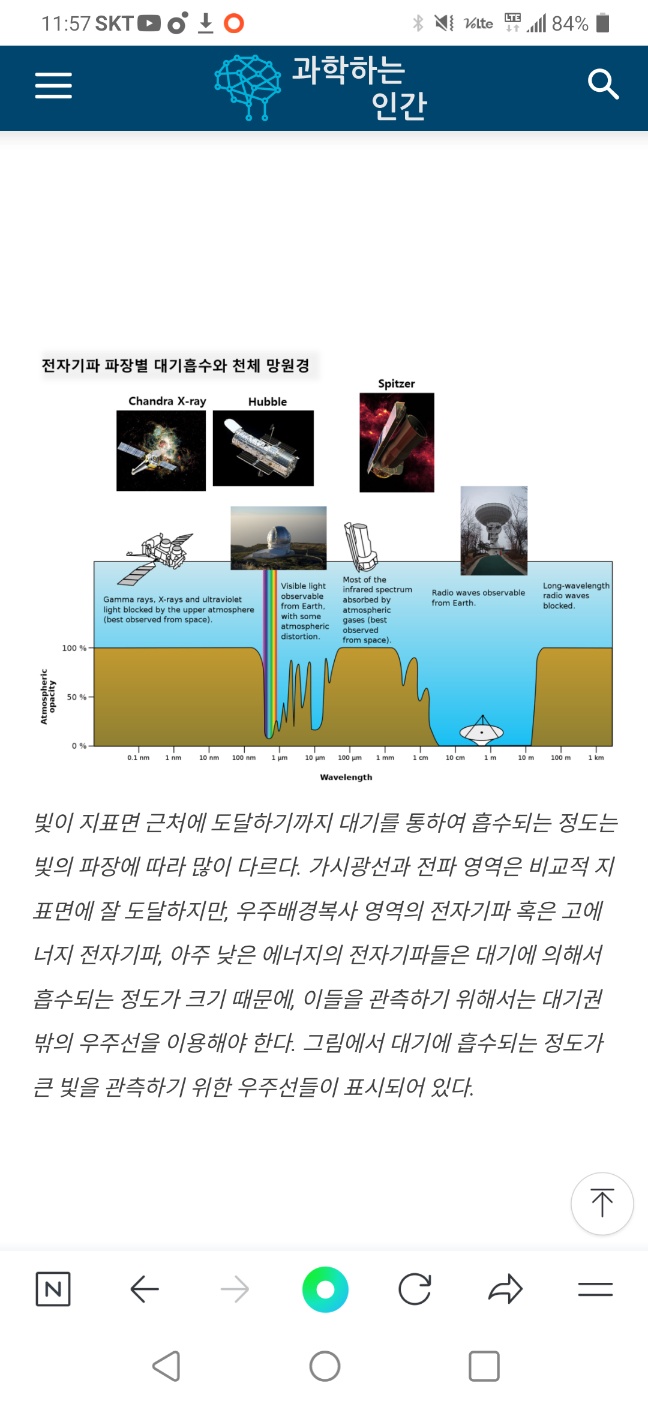 11:57 SKT
Volte LTE 84%
과학하는
인간
전자기파 파장별 대기흡수와 천체 망원경
Chandra X-ray
Hubble
Spitzer
Gamma rays, X-rays and ultraviolet
light blocked by the upper atmosphere
(best observed from space).
Visible light
observable
from Earth,
with some
atmospheric
distortion.
Most of the
infrared spectrum
absorbed by
atmospheric
gases (best
observed
from space).
Radio waves observable
from Earth.
Long-wavelength
radio waves
blocked.
Atmospheric
opacity
100 %
50 %
0 %
0.1 nm 1 nm 10 nm 100 nm 1 µm 10 µm 100 µm 1 mm 1 cm 10 cm 1 m 10 m 100 m 1 km
Wavelength
빛이 지표면 근처에 도달하기까지 대기를 통하여 흡수되는 정도는
빛의 파장에 따라 많이 다르다. 가시광선과 전파 영역은 비교적 지
표면에 잘 도달하지만, 우주배경복사 영역의 전자기파 혹은 고에
너지 전자기파, 아주 낮은 에너지의 전자기파들은 대기에 의해서
흡수되는 정도가 크기 때문에, 이들을 관측하기 위해서는 대기권
밖의 우주선을 이용해야 한다. 그림에서 대기에 흡수되는 정도가
큰 빛을 관측하기 위한 우주선들이 표시되어 있다.
N